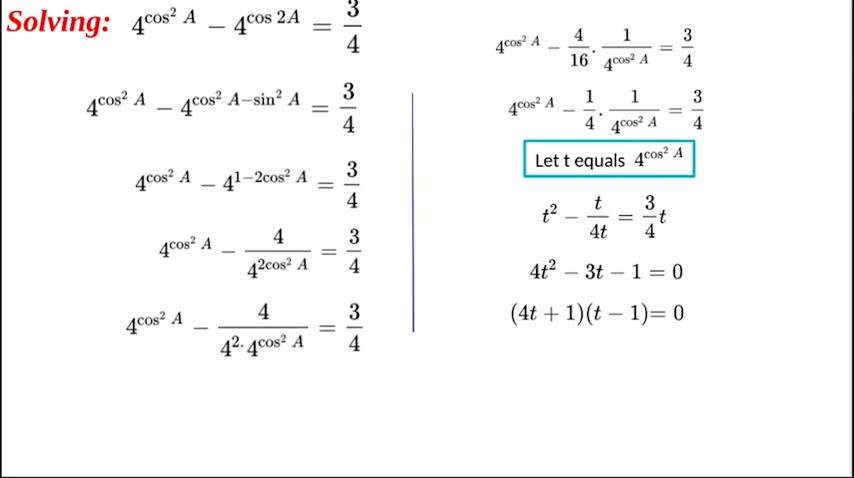 Solving: 4^{cos² A} − 4^{cos 2A} = 3/4
4^{cos² A} − 4^{cos² A−sin² A} = 3/4
4^{cos² A} − 4^{1−2cos² A} = 3/4
4^{cos² A} − 4/4^{2cos² A} = 3/4
4^{cos² A} − 4/(4^{2.} 4^{cos² A}) = 3/4
4^{cos² A} − 4/16 . 1/4^{cos² A} = 3/4
4^{cos² A} − 1/4 . 1/4^{cos² A} = 3/4
Let t equals 4^{cos² A}
t² − t/4t = 3/4 t
4t² − 3t − 1 = 0
(4t + 1)(t − 1)= 0